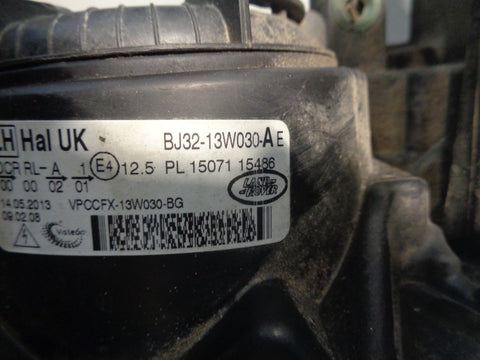 LH Hal UK BJ32-13W030-A E
DCR RL-A 1 E4 12.5 PL 15071 15486
00 00 02 01
LAND ROVER
14.05.2013 VPCCFX-13W030-BG
09:02:08
Visteon